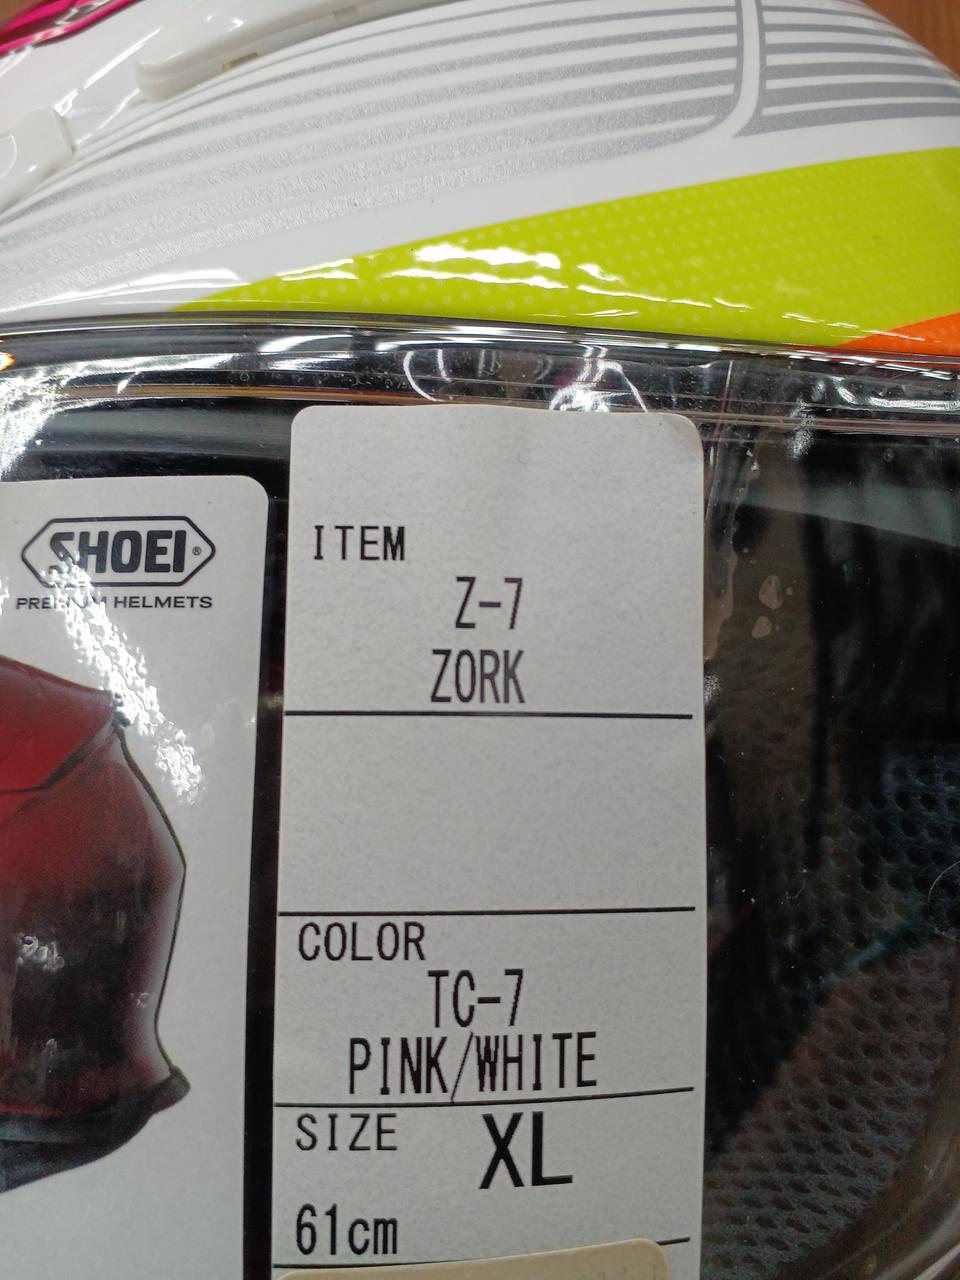 SHOEI®
PREMIUM HELMETS
ITEM
Z-7
ZORK
COLOR
TC-7
PINK/WHITE
SIZE XL
61cm